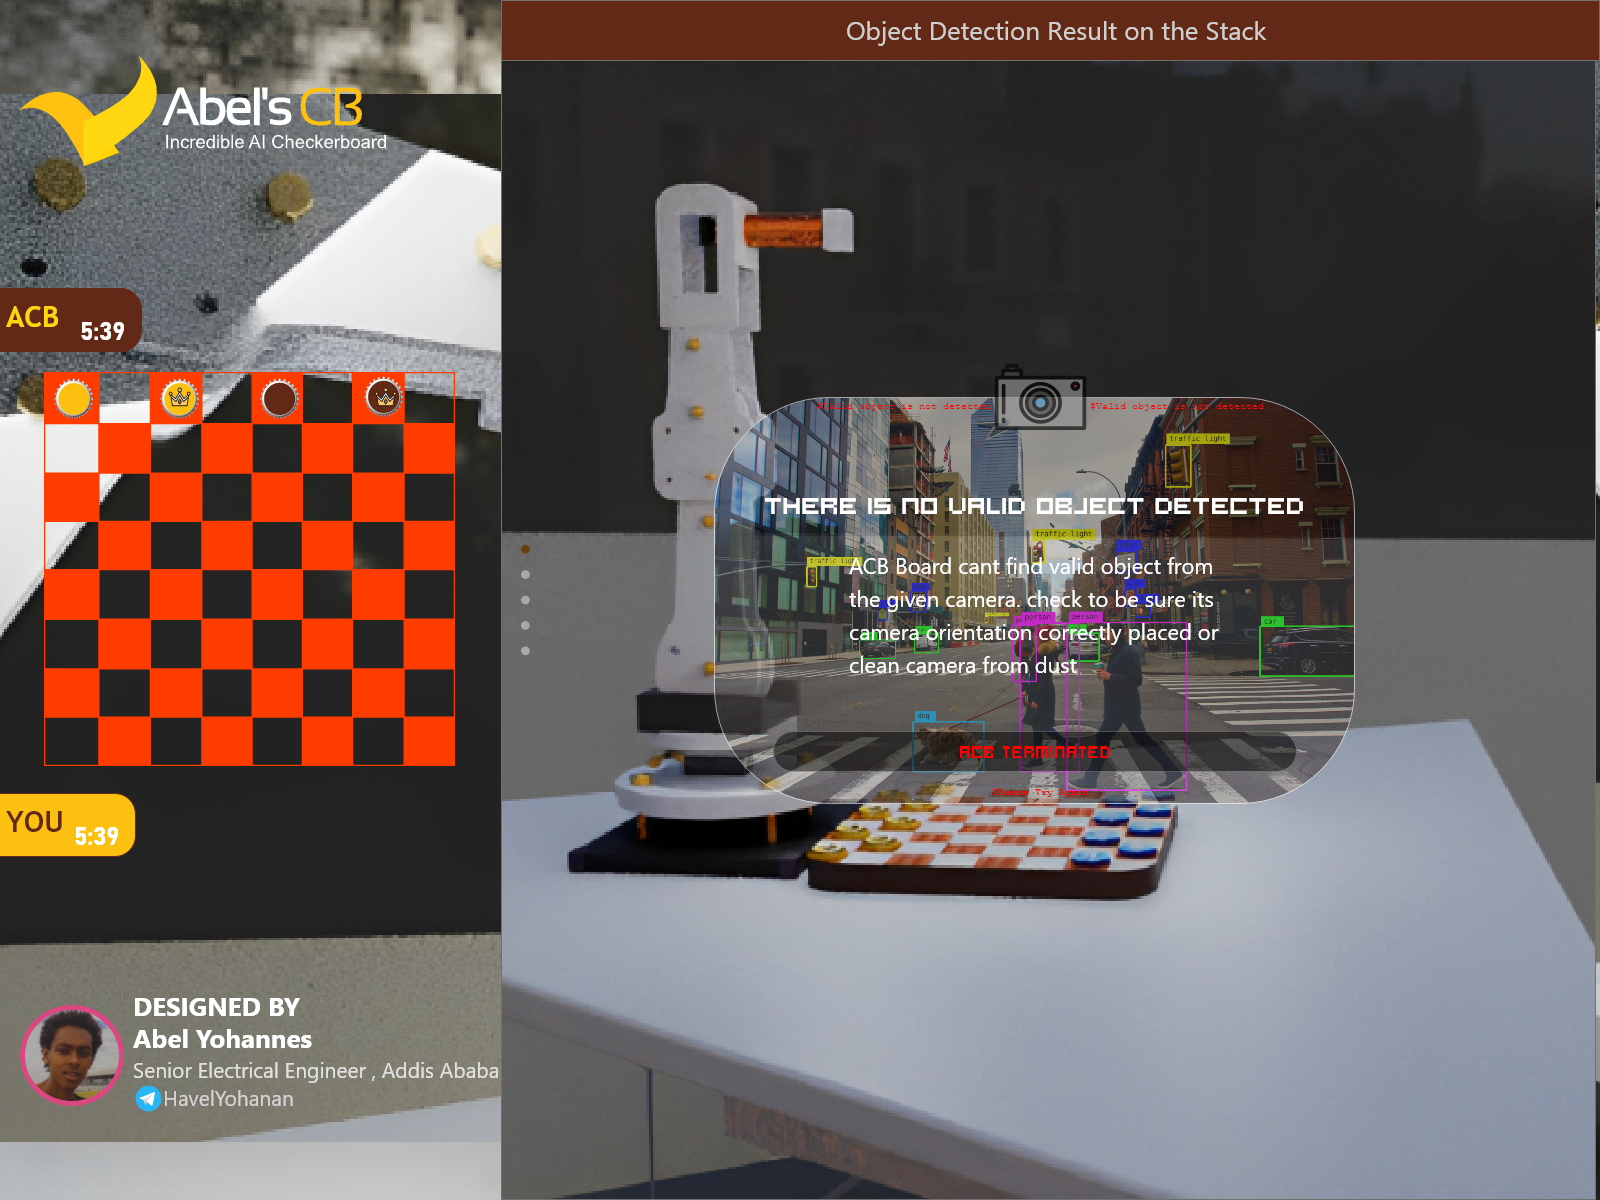 Object Detection Result on the Stack
Abel's CB
Incredible AI Checkerboard
ACB
5:39
YOU
5:39
DESIGNED BY
Abel Yohannes
Senior Electrical Engineer , Addis Ababa
HavelYohanan
#Valid object is not detected
#Valid object is not detected
traffic light
THERE IS NO VALID OBJECT DETECTED
traffic light
traffic light
ACB Board cant find valid object from
the given camera. check to be sure its
camera orientation correctly placed or
clean camera from dust
person
person
car
dog
ACB TERMINATED
Please Try Again